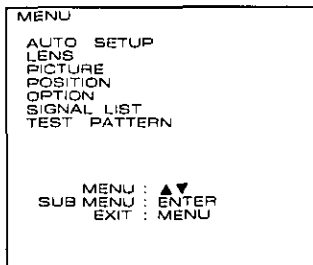 MENU
AUTO SETUP
LENS
PICTURE
POSITION
OPTION
SIGNAL LIST
TEST PATTERN
MENU : ▲▼
SUB MENU : ENTER
EXIT : MENU